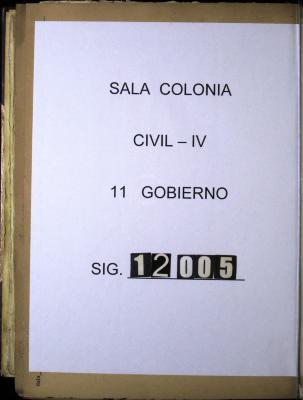 SALA COLONIA
CIVIL – IV
11 GOBIERNO
SIG. 12005